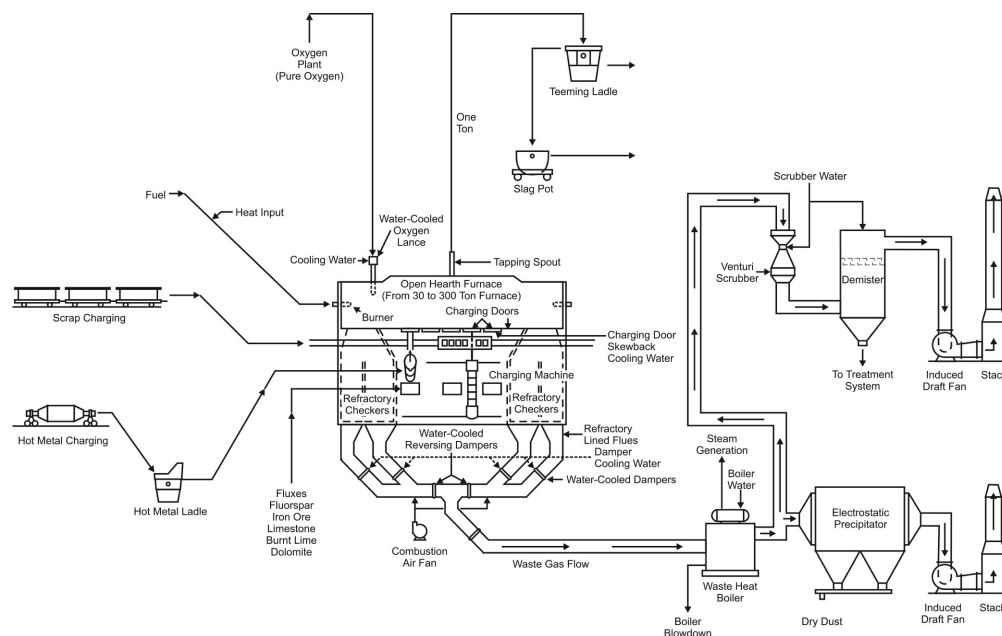 Oxygen
Plant
(Pure Oxygen)
Teeming Ladle
One
Ton
Slag Pot
Fuel
Heat Input
Water-Cooled
Oxygen
Lance
Cooling Water
Tapping Spout
Scrubber Water
Venturi
Scrubber
Demister
Open Hearth Furnace
(From 30 to 300 Ton Furnace)
Charging Doors
Burner
Scrap Charging
Charging Door
Skewback
Cooling Water
To Treatment
System
Induced
Draft Fan
Stack
Charging Machine
Refractory
Checkers
Refractory
Checkers
Hot Metal Charging
Water-Cooled
Reversing Dampers
Refractory
Lined Flues
Damper
Cooling Water
Water-Cooled Dampers
Steam
Generation
Boiler
Water
Hot Metal Ladle
Fluxes
Fluorspar
Iron Ore
Limestone
Burnt Lime
Dolomite
Combustion
Air Fan
Waste Gas Flow
Electrostatic
Precipitator
Waste Heat
Boiler
Boiler
Blowdown
Dry Dust
Induced
Draft Fan
Stack